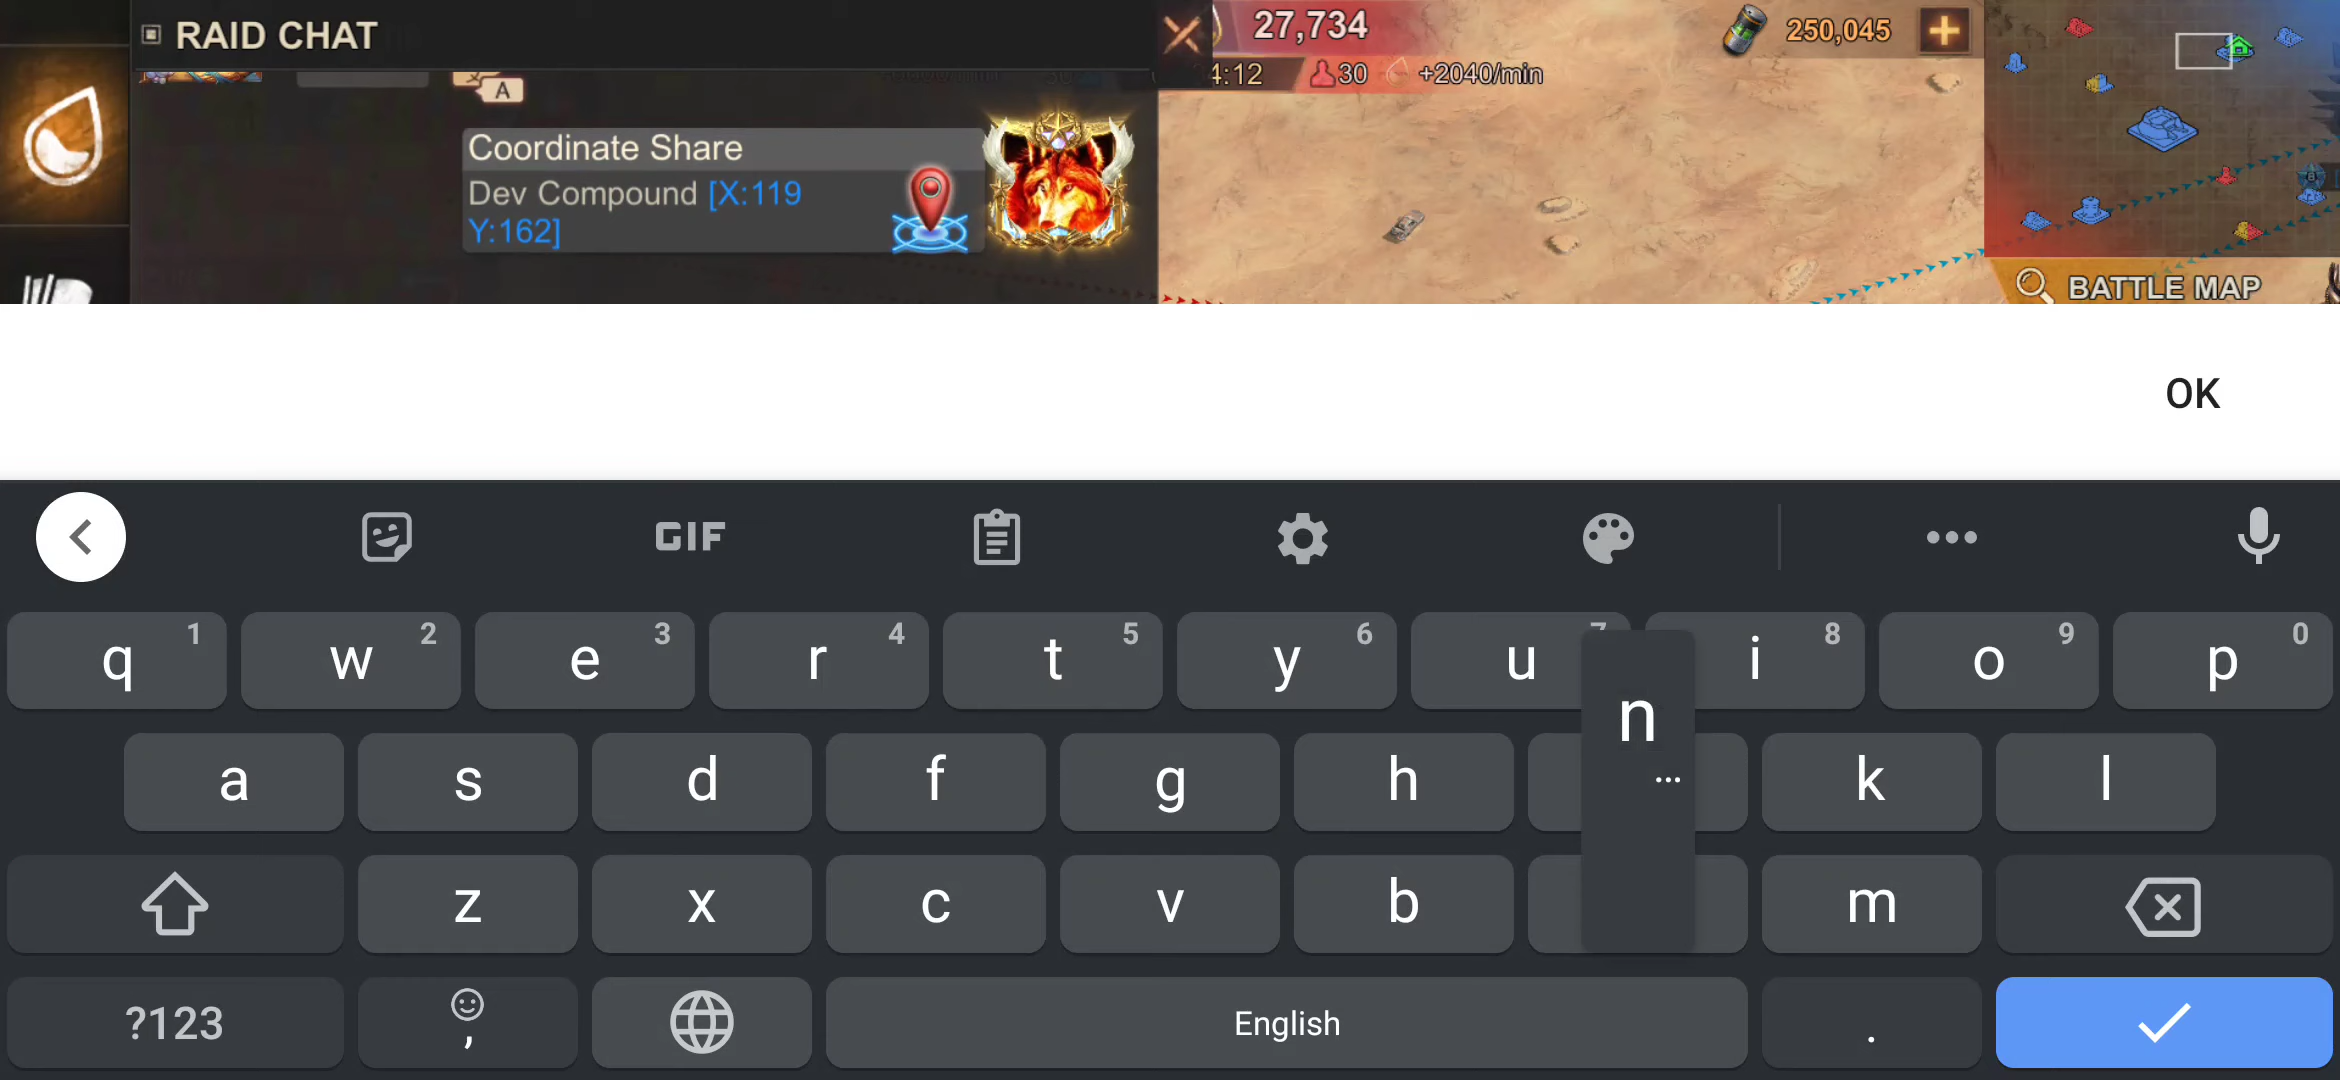 RAID CHAT
27,734
250,045
4:12
30
+2040/min
A
Coordinate Share
Dev Compound [X:119
Y:162]
BATTLE MAP
OK
GIF
q 1 w 2 e 3 r 4 t 5 y 6 u i 8 o 9 p 0
n
...
a s d f g h k l
z x c v b m
?123 , English .